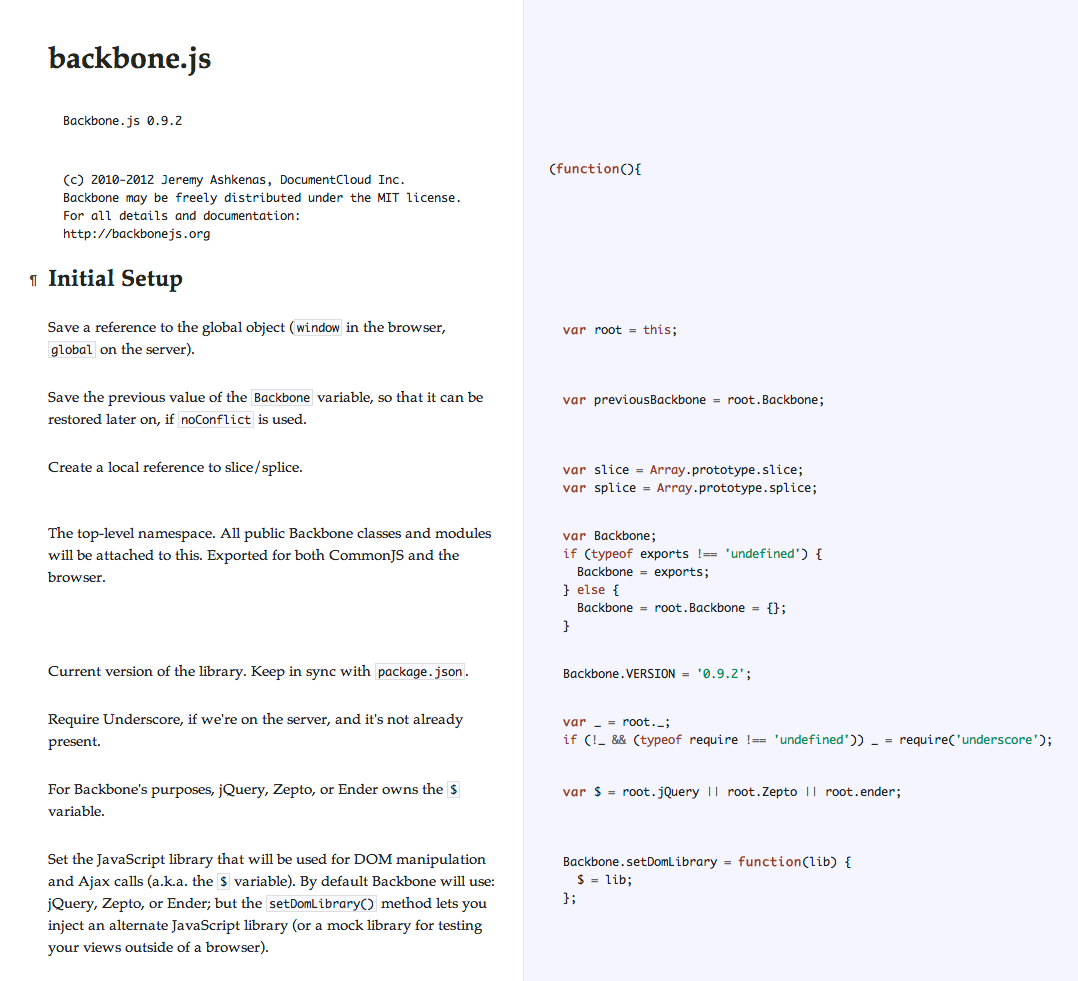 backbone.js
Backbone.js 0.9.2
(c) 2010-2012 Jeremy Ashkenas, DocumentCloud Inc.
Backbone may be freely distributed under the MIT license.
For all details and documentation:
http://backbonejs.org
(function(){
¶ Initial Setup
Save a reference to the global object (window in the browser,
global on the server).
var root = this;
Save the previous value of the Backbone variable, so that it can be
restored later on, if noConflict is used.
var previousBackbone = root.Backbone;
Create a local reference to slice/splice.
var slice = Array.prototype.slice;
var splice = Array.prototype.splice;
The top-level namespace. All public Backbone classes and modules
will be attached to this. Exported for both CommonJS and the
browser.
var Backbone;
if (typeof exports !== 'undefined') {
Backbone = exports;
} else {
Backbone = root.Backbone = {};
}
Current version of the library. Keep in sync with package.json.
Backbone.VERSION = '0.9.2';
Require Underscore, if we're on the server, and it's not already
present.
var _ = root._;
if (!_ && (typeof require !== 'undefined')) _ = require('underscore');
For Backbone's purposes, jQuery, Zepto, or Ender owns the $
variable.
var $ = root.jQuery || root.Zepto || root.ender;
Set the JavaScript library that will be used for DOM manipulation
and Ajax calls (a.k.a. the $ variable). By default Backbone will use:
jQuery, Zepto, or Ender; but the setDomLibrary() method lets you
inject an alternate JavaScript library (or a mock library for testing
your views outside of a browser).
Backbone.setDomLibrary = function(lib) {
$ = lib;
};